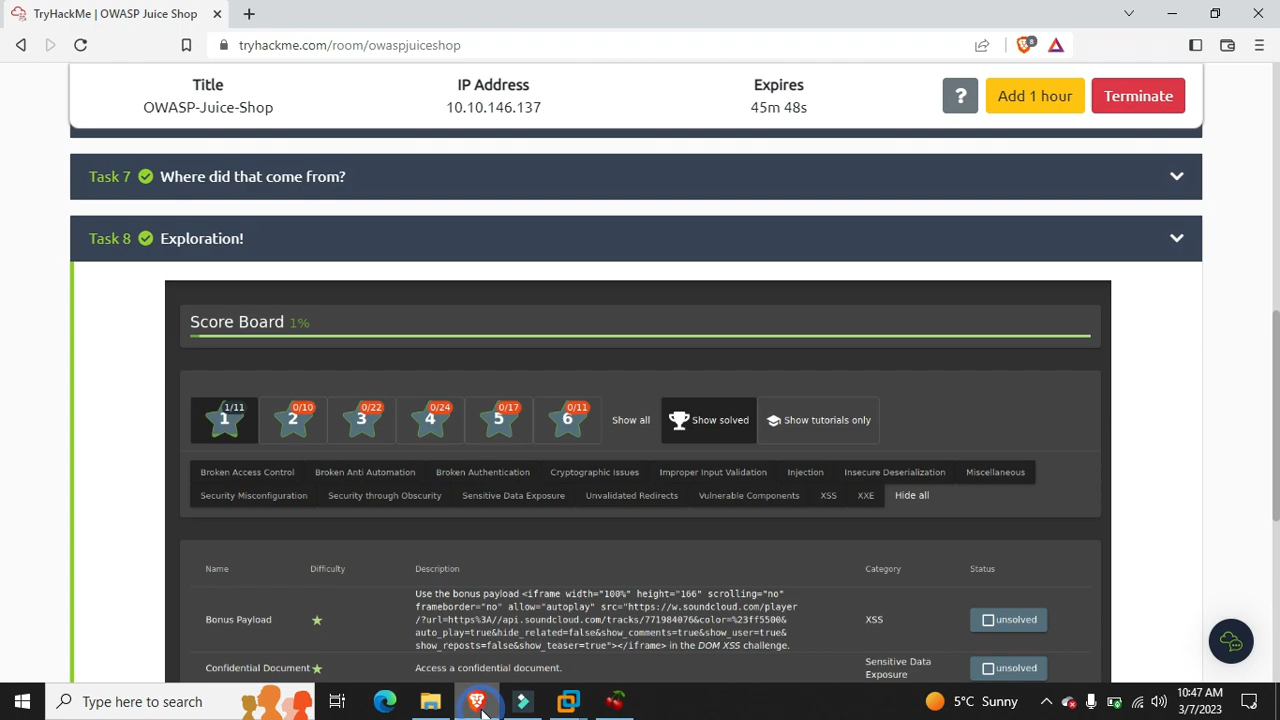 TryHackMe | OWASP Juice Shop
tryhackme.com/room/owaspjuiceshop
8
Title
IP Address
Expires
OWASP-Juice-Shop
10.10.146.137
45m 48s
?
Add 1 hour
Terminate
Task 7
Where did that come from?
Task 8
Exploration!
Score Board 1%
1/11
1
0/10
2
0/22
3
0/24
4
0/17
5
0/11
6
Show all
Show solved
Show tutorials only
Broken Access Control
Broken Anti Automation
Broken Authentication
Cryptographic Issues
Improper Input Validation
Injection
Insecure Deserialization
Miscellaneous
Security Misconfiguration
Security through Obscurity
Sensitive Data Exposure
Unvalidated Redirects
Vulnerable Components
XSS
XXE
Hide all
Name
Difficulty
Description
Category
Status
Bonus Payload
Use the bonus payload <iframe width="100%" height="166" scrolling="no"
frameborder="no" allow="autoplay" src="https://w.soundcloud.com/player
/?url=https%3A//api.soundcloud.com/tracks/771984076&color=%23ff5500&
auto_play=true&hide_related=false&show_comments=true&show_user=true&
show_reposts=false&show_teaser=true"></iframe> in the DOM XSS challenge.
XSS
unsolved
Confidential Document
Access a confidential document.
Sensitive Data
Exposure
unsolved
Type here to search
5°C Sunny
10:47 AM
3/7/2023